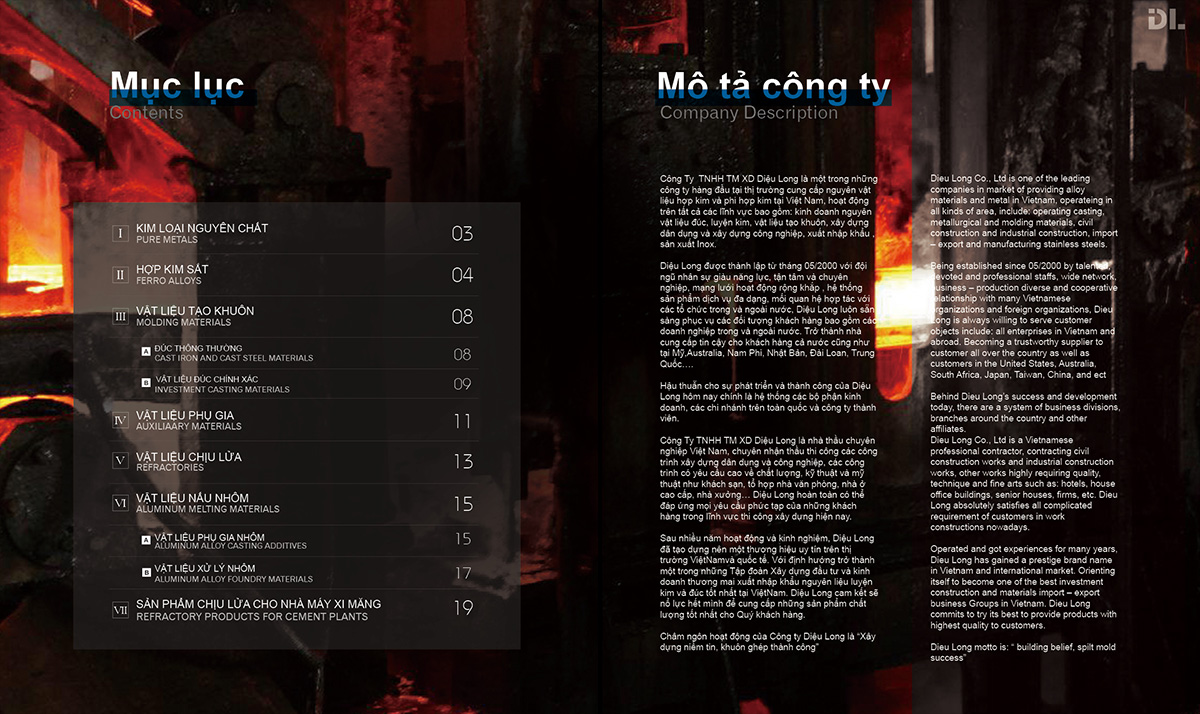 DL
Mục lục
Contents
I KIM LOẠI NGUYÊN CHẤT 03
PURE METALS
II HỢP KIM SẮT 04
FERRO ALLOYS
III VẬT LIỆU TẠO KHUÔN 08
MOLDING MATERIALS
A ĐÚC THÔNG THƯỜNG 08
CAST IRON AND CAST STEEL MATERIALS
B VẬT LIỆU ĐÚC CHÍNH XÁC 09
INVESTMENT CASTING MATERIALS
IV VẬT LIỆU PHỤ GIA 11
AUXILIAARY MATERIALS
V VẬT LIỆU CHỊU LỬA 13
REFRACTORIES
VI VẬT LIỆU NẤU NHÔM 15
ALUMINUM MELTING MATERIALS
A VẬT LIỆU PHỤ GIA NHÔM 15
ALUMINUM ALLOY CASTING ADDITIVES
B VẬT LIỆU XỬ LÝ NHÔM 17
ALUMINUM ALLOY FOUNDRY MATERIALS
VII SẢN PHẨM CHỊU LỬA CHO NHÀ MÁY XI MĂNG 19
REFRACTORY PRODUCTS FOR CEMENT PLANTS
Mô tả công ty
Company Description
Công Ty TNHH TM XD Diệu Long là một trong những
công ty hàng đầu tại thị trường cung cấp nguyên vật
liệu hợp kim và phi hợp kim tại Việt Nam, hoạt động
trên tất cả các lĩnh vực bao gồm: kinh doanh nguyên
vật liệu đúc, luyện kim, vật liệu tạo khuôn, xây dựng
dân dụng và xây dựng công nghiệp, xuất nhập khẩu ,
sản xuất Inox.
Diệu Long được thành lập từ tháng 05/2000 với đội
ngũ nhân sự giàu năng lực, tận tâm và chuyên
nghiệp, mạng lưới hoạt động rộng khắp , hệ thống
sản phẩm dịch vụ đa dạng, mối quan hệ hợp tác với
các tổ chức trong và ngoài nước, Diệu Long luôn sẵn
sàng phục vụ các đối tượng khách hàng bao gồm các
doanh nghiệp trong và ngoài nước. Trở thành nhà
cung cấp tin cậy cho khách hàng cả nước cũng như
tại Mỹ,Australia, Nam Phi, Nhật Bản, Đài Loan, Trung
Quốc....
Hậu thuẫn cho sự phát triển và thành công của Diệu
Long hôm nay chính là hệ thống các bộ phận kinh
doanh, các chi nhánh trên toàn quốc và công ty thành
viên.
Công Ty TNHH TM XD Diệu Long là nhà thầu chuyên
nghiệp Việt Nam, chuyên nhận thầu thi công các công
trình xây dựng dân dụng và công nghiệp, các công
trình có yêu cầu cao về chất lượng, kỹ thuật và mỹ
thuật như khách sạn, tổ hợp nhà văn phòng, nhà ở
cao cấp, nhà xưởng… Diệu Long hoàn toàn có thể
đáp ứng mọi yêu cầu phức tạp của những khách
hàng trong lĩnh vực thi công xây dựng hiện nay.
Sau nhiều năm hoạt động và kinh nghiệm, Diệu Long
đã tạo dựng nên một thương hiệu uy tín trên thị
trường ViệtNamvà quốc tế. Với định hướng trở thành
một trong những Tập đoàn Xây dựng đầu tư và kinh
doanh thương mại xuất nhập khẩu nguyên liệu luyện
kim và đúc tốt nhất tại ViệtNam. Diệu Long cam kết sẽ
nổ lực hết mình để cung cấp những sản phẩm chất
lượng tốt nhất cho Quý khách hàng.
Châm ngôn hoạt động của Công ty Diệu Long là “Xây
dựng niềm tin, khuôn ghép thành công”
Dieu Long Co., Ltd is one of the leading
companies in market of providing alloy
materials and metal in Vietnam, operateing in
all kinds of area, include: operating casting,
metallurgical and molding materials, civil
construction and industrial construction, import
– export and manufacturing stainless steels.
Being established since 05/2000 by talented,
devoted and professional staffs, wide network,
business – production diverse and cooperative
relationship with many Vietnamese
organizations and foreign organizations, Dieu
Long is always willing to serve customer
objects include: all enterprises in Vietnam and
abroad. Becoming a trustworthy supplier to
customer all over the country as well as
customers in the United States, Australia,
South Africa, Japan, Taiwan, China, and ect
Behind Dieu Long’s success and development
today, there are a system of business divisions,
branches around the country and other
affiliates.
Dieu Long Co., Ltd is a Vietnamese
professional contractor, contracting civil
construction works and industrial construction
works, other works highly requiring quality,
technique and fine arts such as: hotels, house
office buildings, senior houses, firms, etc. Dieu
Long absolutely satisfies all complicated
requirement of customers in work
constructions nowadays.
Operated and got experiences for many years,
Dieu Long has gained a prestige brand name
in Vietnam and international market. Orienting
itself to become one of the best investment
construction and materials import – export
business Groups in Vietnam. Dieu Long
commits to try its best to provide products with
highest quality to customers.
Dieu Long motto is: “ building belief, spilt mold
success”